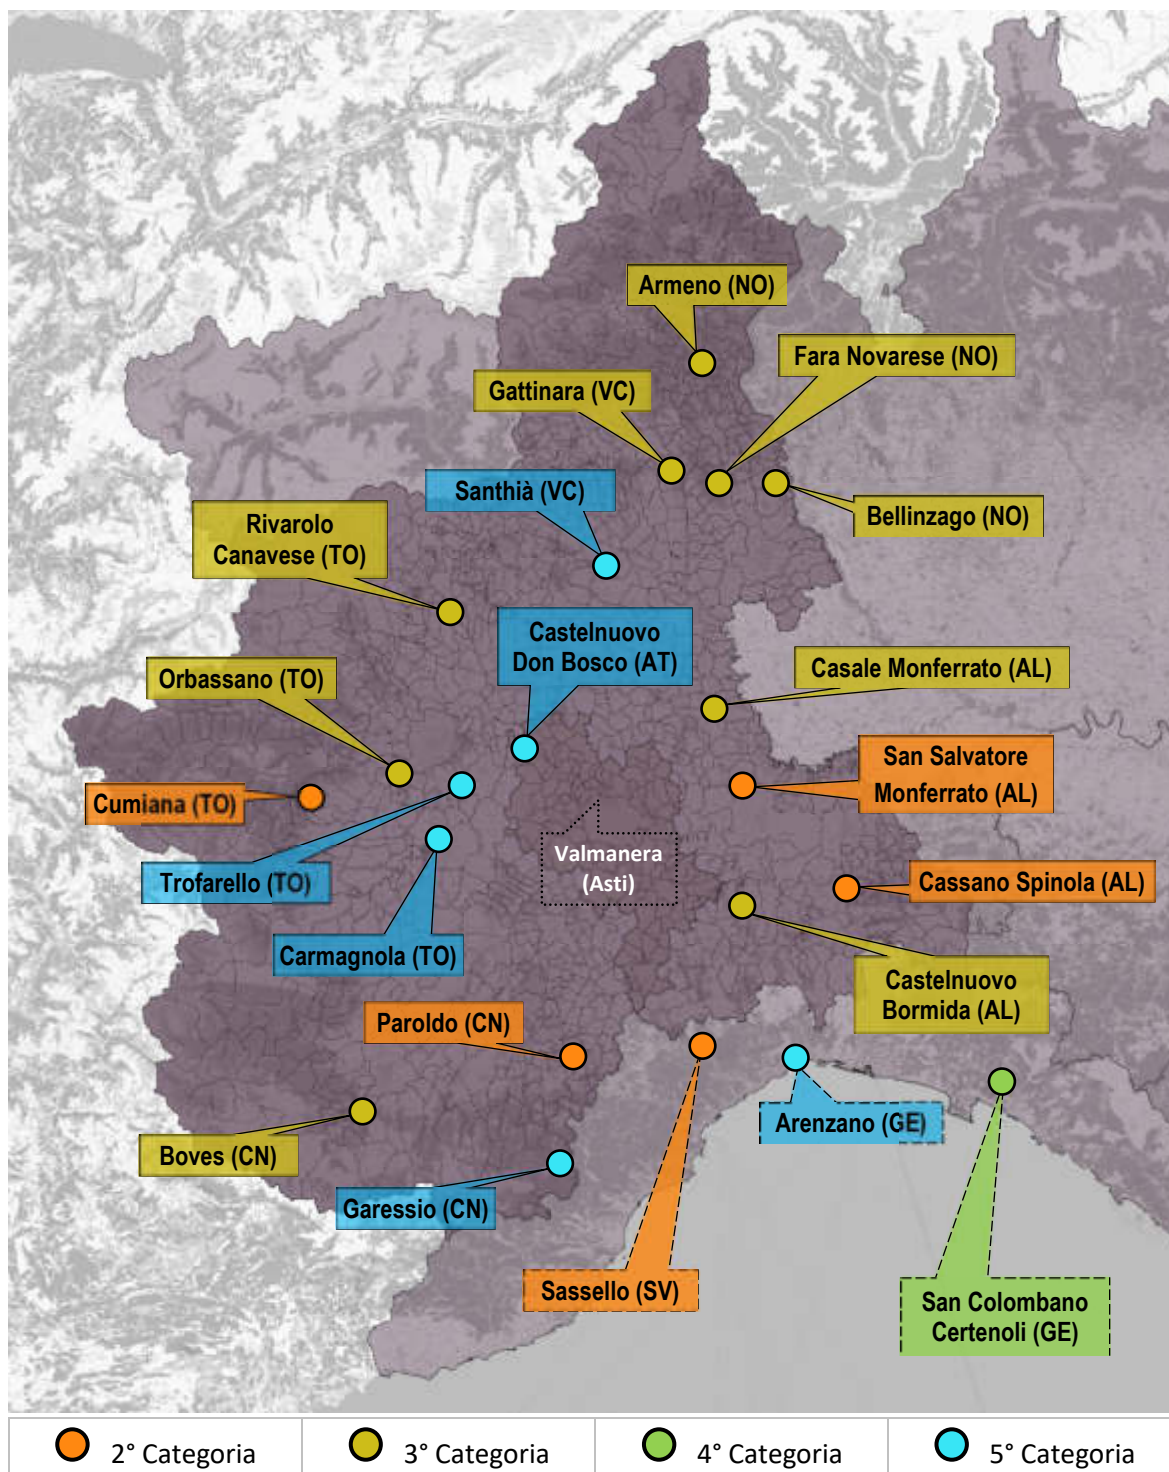 Armeno (NO)
Fara Novarese (NO)
Gattinara (VC)
Santhià (VC)
Bellinzago (NO)
Rivarolo
Canavese (TO)
Castelnuovo
Don Bosco (AT)
Casale Monferrato (AL)
Orbassano (TO)
San Salvatore
Monferrato (AL)
Cumiana (TO)
Valmanera
(Asti)
Trofarello (TO)
Cassano Spinola (AL)
Carmagnola (TO)
Castelnuovo
Bormida (AL)
Paroldo (CN)
Arenzano (GE)
Boves (CN)
Garessio (CN)
Sassello (SV)
San Colombano
Certenoli (GE)
2° Categoria
3° Categoria
4° Categoria
5° Categoria